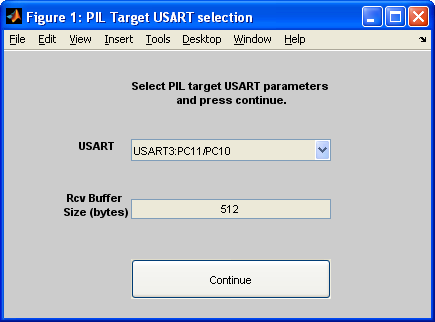 Figure 1: PIL Target USART selection
File Edit View Insert Tools Desktop Window Help
Select PIL target USART parameters
and press continue.
USART
USART3:PC11/PC10
Rcv Buffer
Size (bytes)
512
Continue